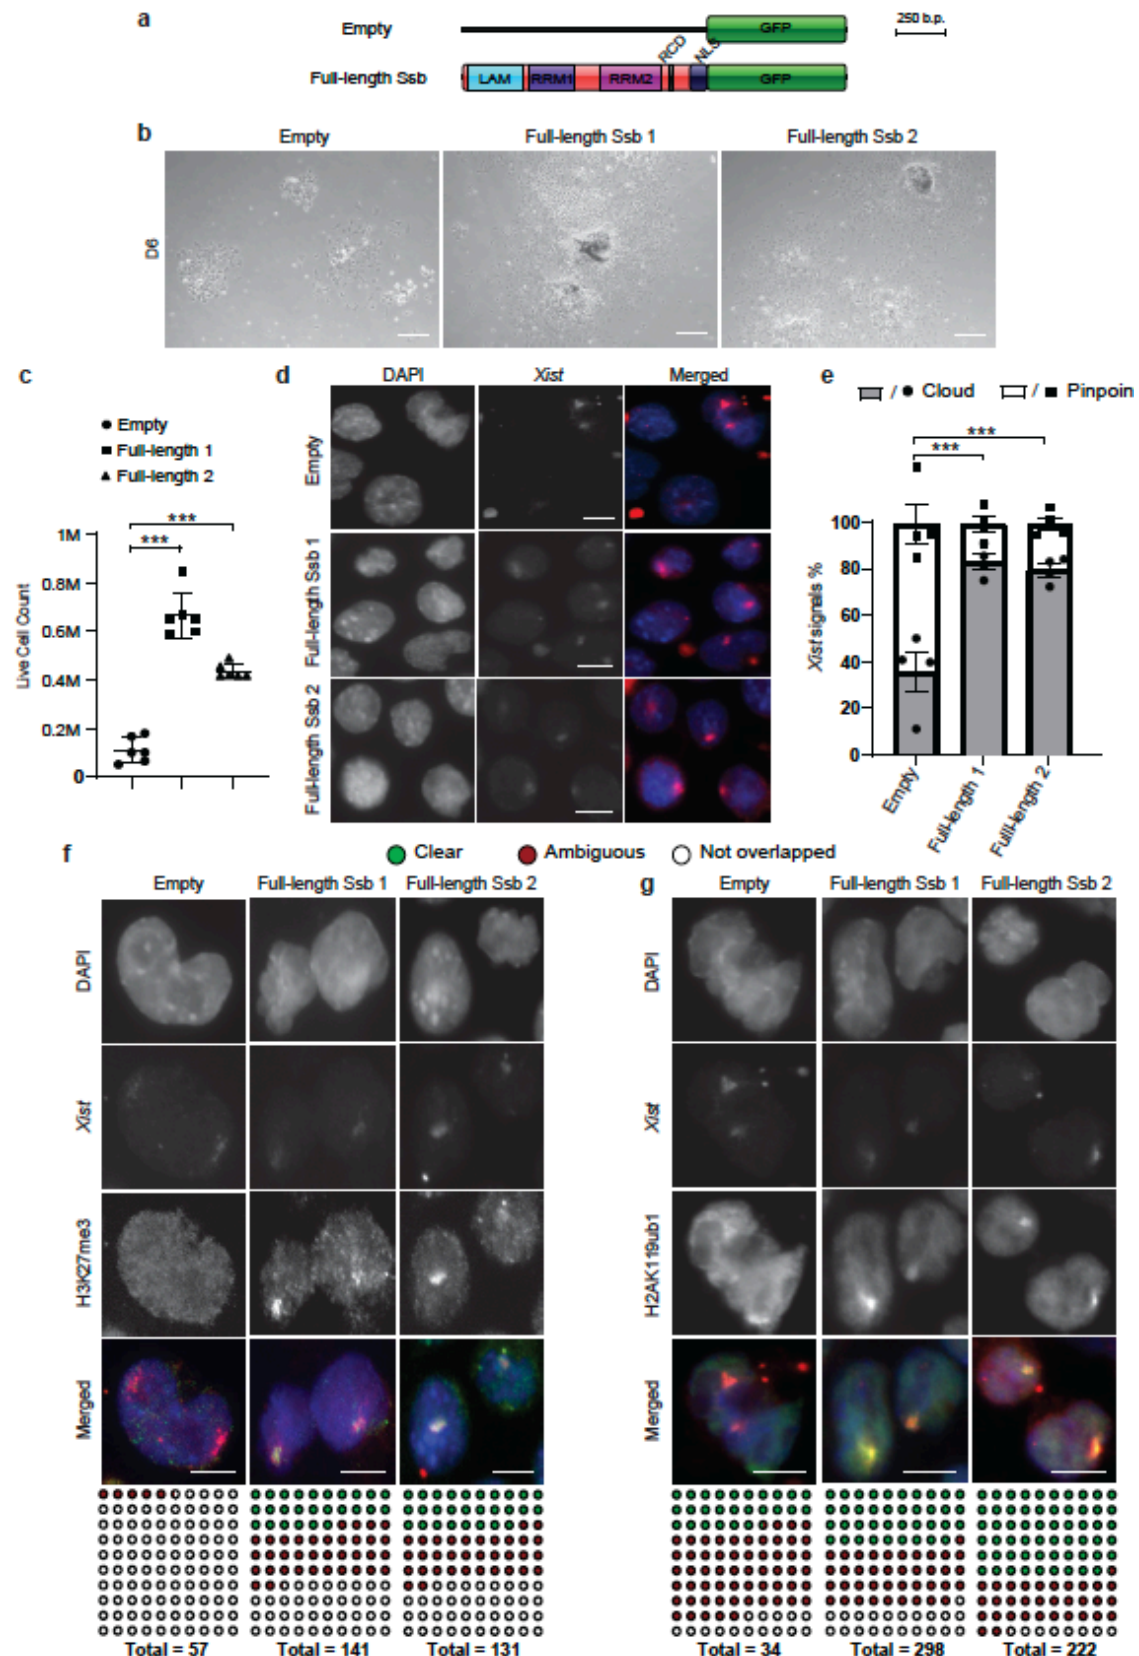 a
Empty
GFP
250 b.p.
RCD
NLS
Full-length Ssb
LAM
RRM1
RRM2
GFP
b
Empty
Full-length Ssb 1
Full-length Ssb 2
D6
c
Empty
Full-length 1
Full-length 2
***
***
1M
0.8M
0.6M
0.4M
0.2M
0
Live Cell Count
d
DAPI
Xist
Merged
Empty
Full-length Ssb 1
Full-length Ssb 2
e
/ Cloud
/ Pinpoin
***
***
100
80
60
40
20
0
Xist signals %
Empty
Full-length 1
Full-length 2
Clear
Ambiguous
Not overlapped
f
Empty
Full-length Ssb 1
Full-length Ssb 2
DAPI
Xist
H3K27me3
Merged
Total = 57
Total = 141
Total = 131
g
Empty
Full-length Ssb 1
Full-length Ssb 2
DAPI
Xist
H2AK119ub1
Merged
Total = 34
Total = 298
Total = 222